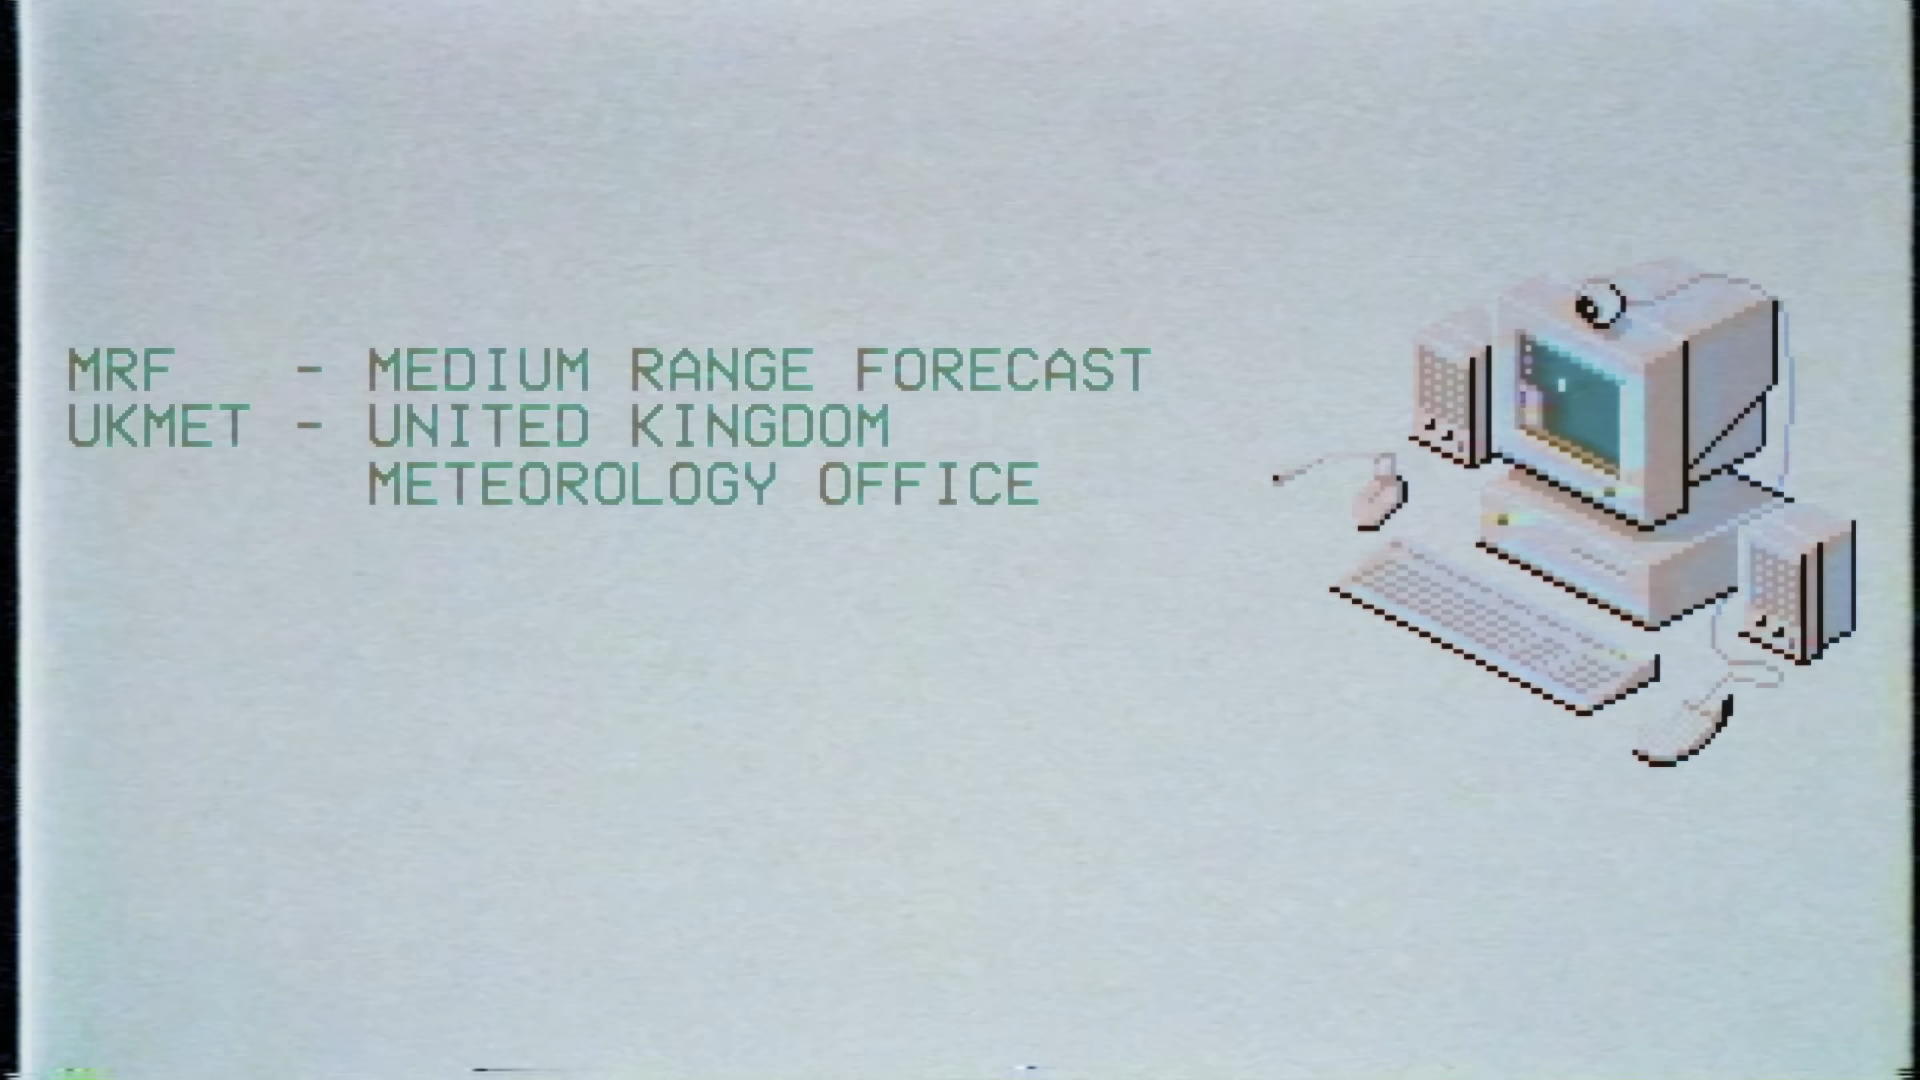 MRF - MEDIUM RANGE FORECAST
UKMET - UNITED KINGDOM
METEOROLOGY OFFICE